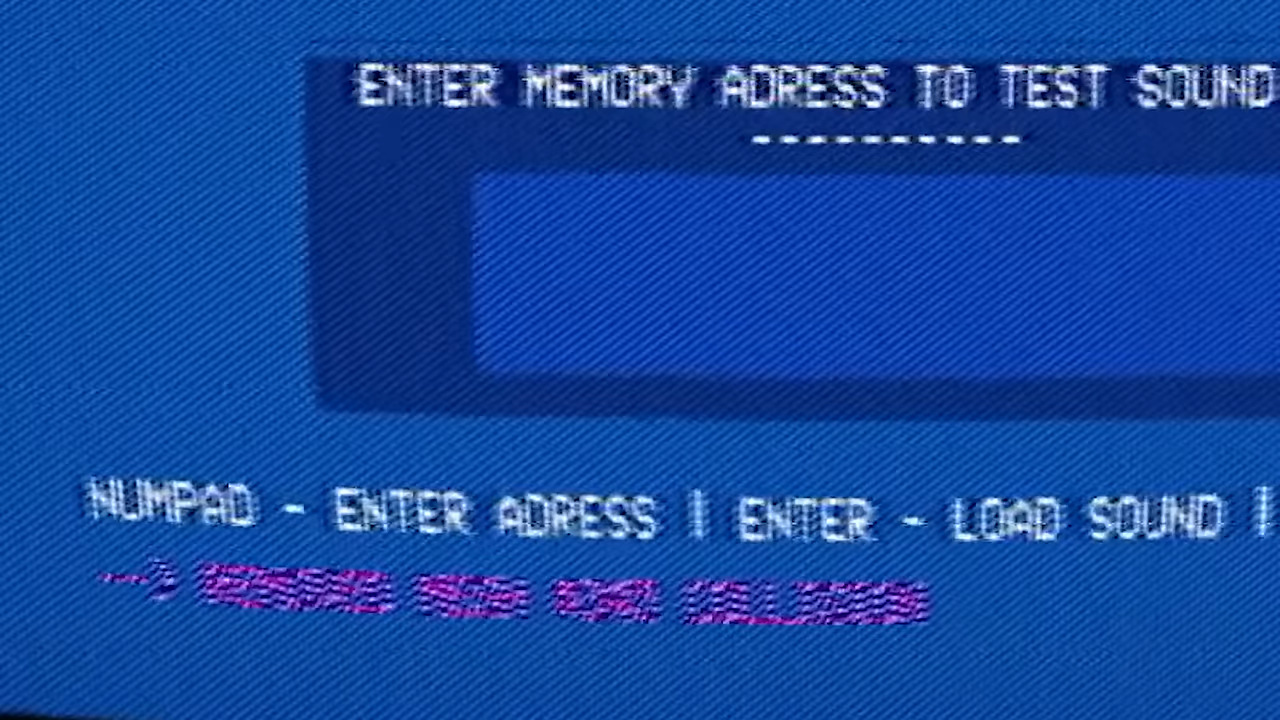 ENTER MEMORY ADRESS TO TEST SOUND
----------
NUMPAD - ENTER ADRESS | ENTER - LOAD SOUND |